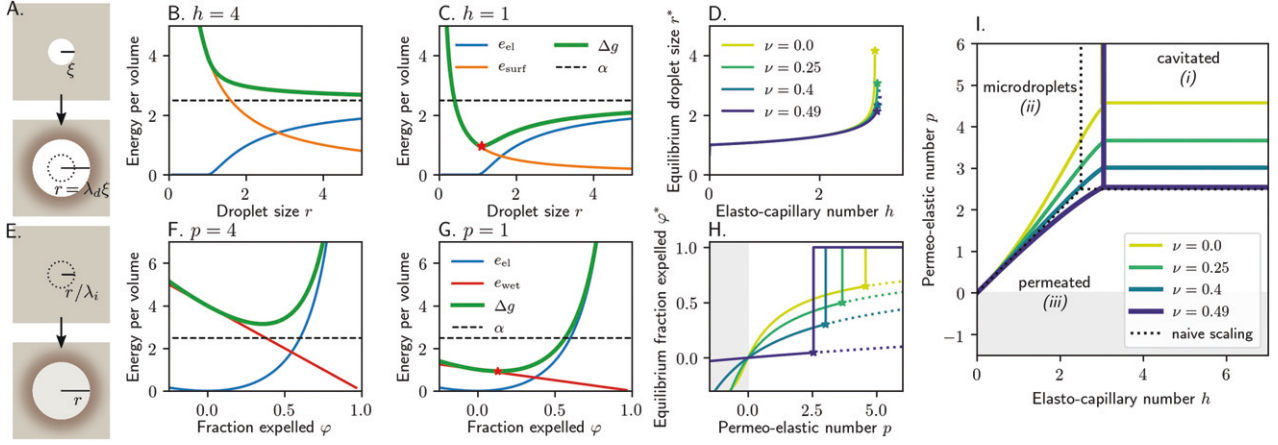 A.
ξ
r = λ_dξ
B. h = 4
Energy per volume
4
2
0
0
2
4
Droplet size r
C. h = 1
e_el
e_surf
Δg
α
Energy per volume
4
2
0
0
2
4
Droplet size r
D.
ν = 0.0
ν = 0.25
ν = 0.4
ν = 0.49
Equilibrium droplet size r*
4
2
0
0
2
Elasto-capillary number h
E.
r/λ_i
r
F. p = 4
Energy per volume
6
4
2
0
0.0
0.5
1.0
Fraction expelled φ
G. p = 1
e_el
e_wet
Δg
α
Energy per volume
6
4
2
0
0.0
0.5
1.0
Fraction expelled φ
H.
Equilibrium fraction expelled φ*
1.0
0.5
0.0
0.0
2.5
5.0
Permeo-elastic number p
I.
cavitated
(i)
microdroplets
(ii)
permeated
(iii)
ν = 0.0
ν = 0.25
ν = 0.4
ν = 0.49
naive scaling
Permeo-elastic number p
6
5
4
3
2
1
0
−1
0
2
4
6
Elasto-capillary number h